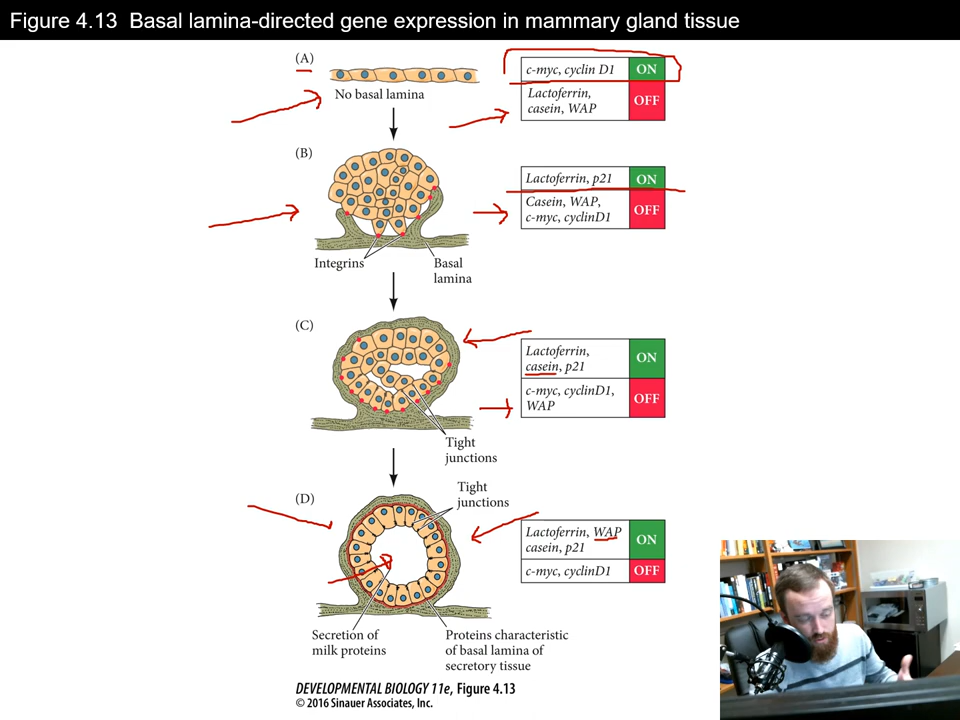 Figure 4.13 Basal lamina-directed gene expression in mammary gland tissue
(A)
No basal lamina
c-myc, cyclin D1 ON
Lactoferrin,
casein, WAP
OFF
(B)
Integrins
Basal
lamina
Lactoferrin, p21 ON
Casein, WAP,
c-myc, cyclinD1
OFF
(C)
Tight
junctions
Lactoferrin,
casein, p21
ON
c-myc, cyclinD1,
WAP
OFF
(D)
Tight
junctions
Secretion of
milk proteins
Proteins characteristic
of basal lamina of
secretory tissue
Lactoferrin, WAP
casein, p21
ON
c-myc, cyclinD1 OFF
DEVELOPMENTAL BIOLOGY 11e, Figure 4.13
© 2016 Sinauer Associates, Inc.